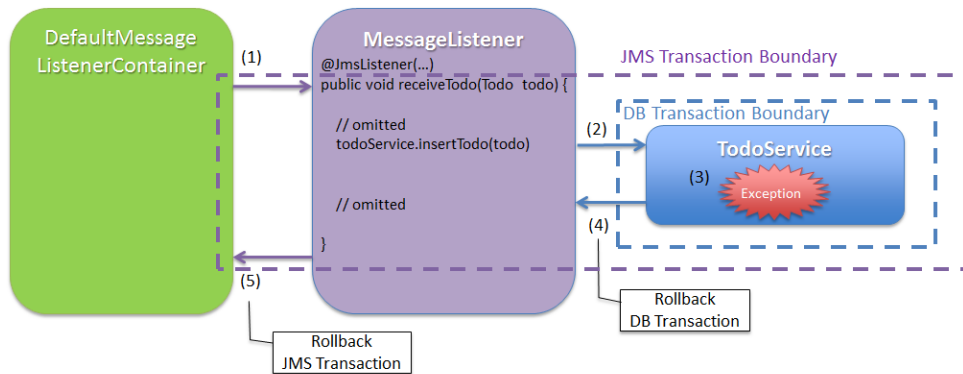 DefaultMessage
ListenerContainer
(1)
MessageListener
@JmsListener(...)
public void receiveTodo(Todo  todo) {
// omitted
todoService.insertTodo(todo)
// omitted
}
JMS Transaction Boundary
DB Transaction Boundary
(2)
TodoService
(3)
Exception
(4)
(5)
Rollback
DB Transaction
Rollback
JMS Transaction